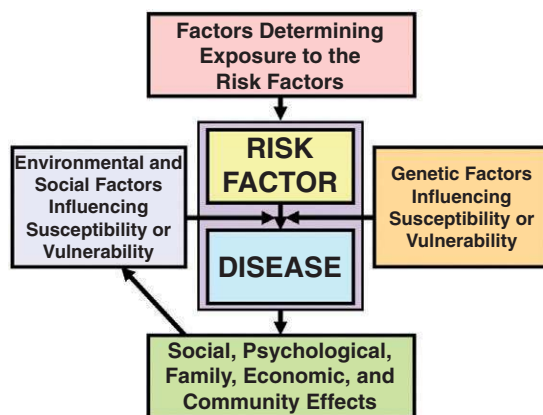 Factors Determining
Exposure to the
Risk Factors
RISK
FACTOR
Environmental and
Social Factors
Influencing
Susceptibility or
Vulnerability
Genetic Factors
Influencing
Susceptibility or
Vulnerability
DISEASE
Social, Psychological,
Family, Economic, and
Community Effects